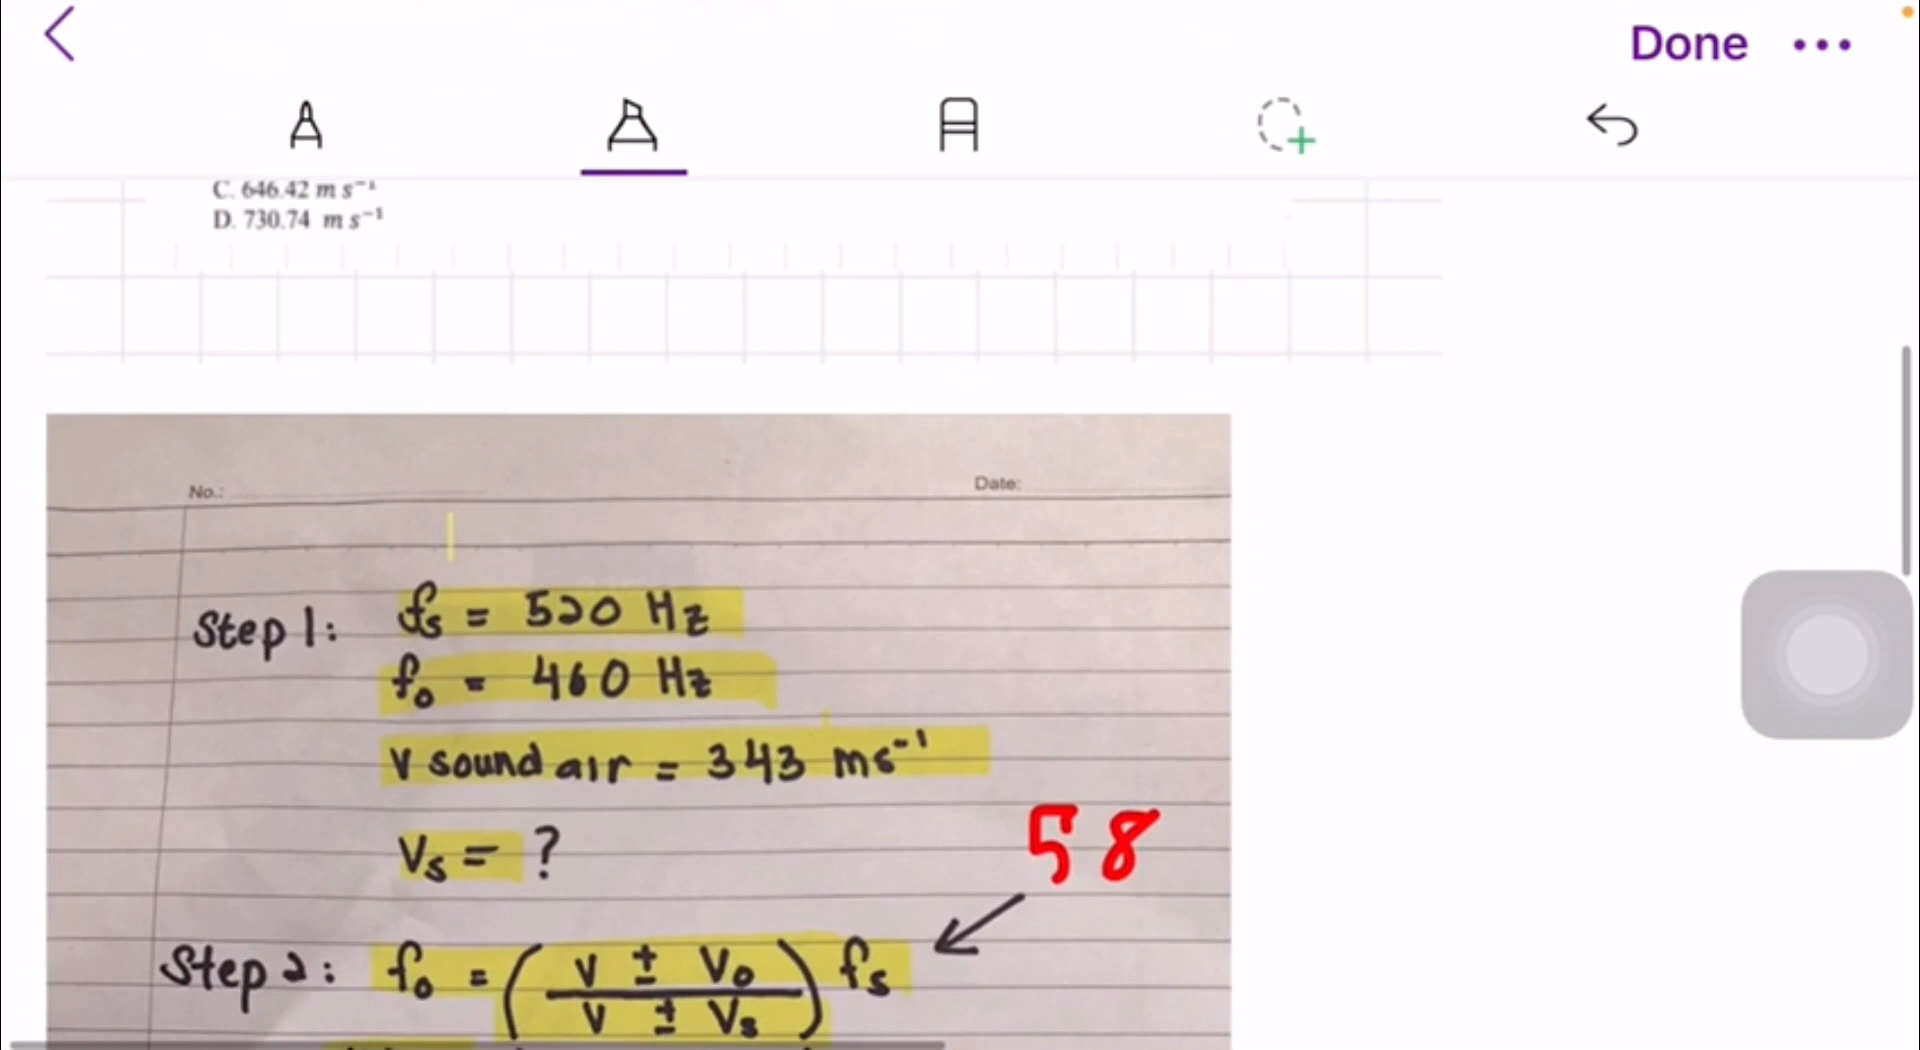 Done
C. 646.42 m s⁻¹
D. 730.74 m s⁻¹
No.:
Date:
Step 1: fs = 520 Hz
fo = 460 Hz
v sound air = 343 ms⁻¹
Vs = ?
58
Step 2: fo = (v ± Vo / v ± Vs) fs